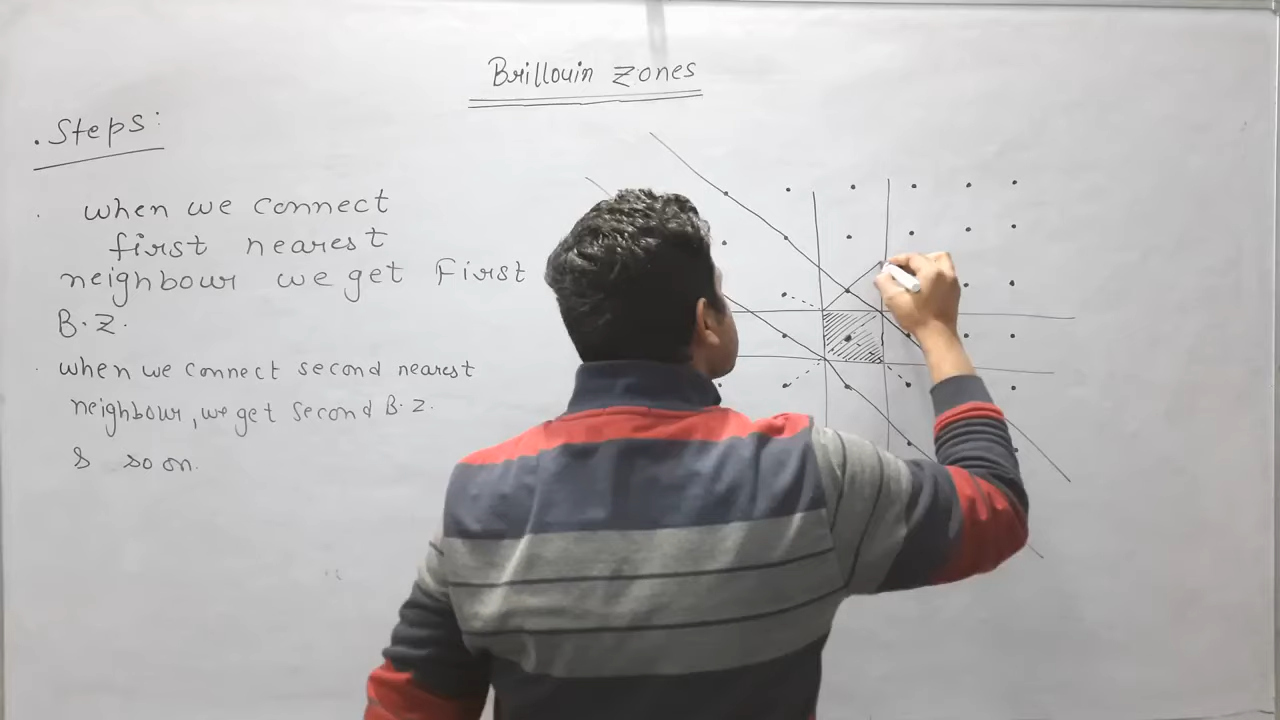 Brillouin Zones
. Steps:
. when we connect
first nearest
neighbour we get First
B.Z.
. when we connect second nearest
neighbour, we get second B.Z.
& so on.